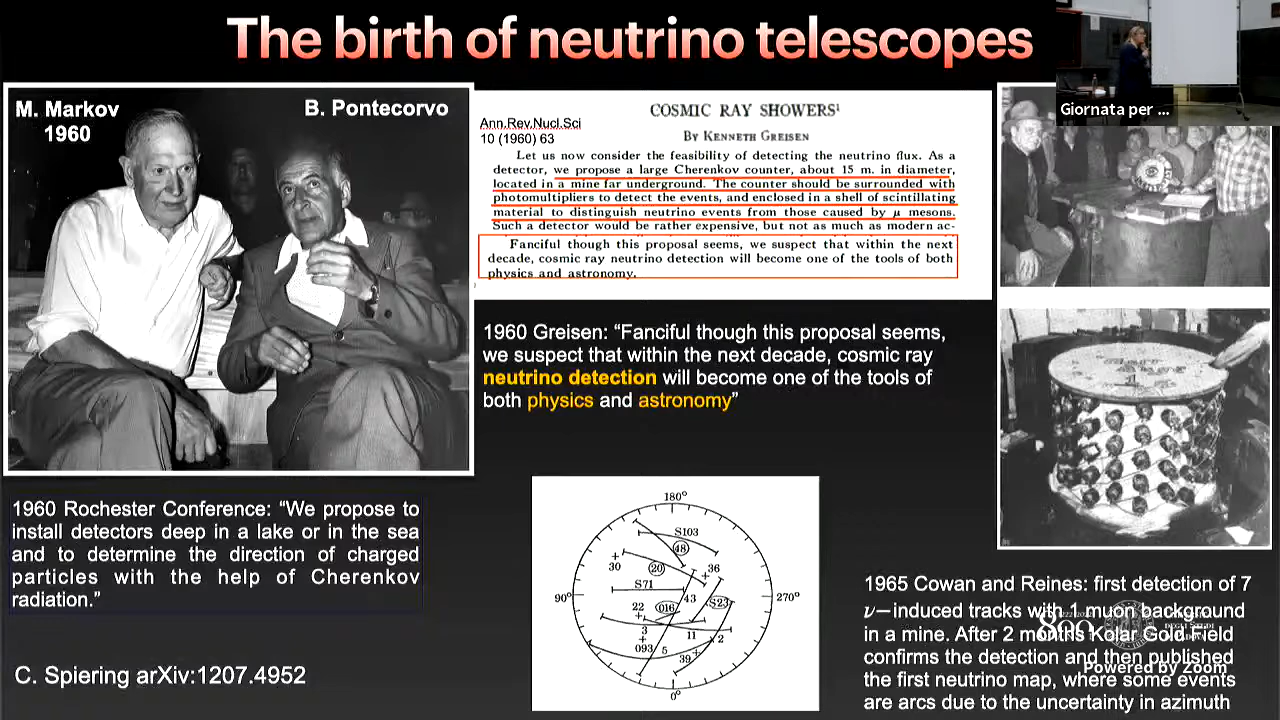 The birth of neutrino telescopes
Giornata per ...
M. Markov
1960
B. Pontecorvo
Ann.Rev.Nucl.Sci
10 (1960) 63
COSMIC RAY SHOWERS¹
BY KENNETH GREISEN
Let us now consider the feasibility of detecting the neutrino flux. As a
detector, we propose a large Cherenkov counter, about 15 m. in diameter,
located in a mine far underground. The counter should be surrounded with
photomultipliers to detect the events, and enclosed in a shell of scintillating
material to distinguish neutrino events from those caused by μ mesons.
Such a detector would be rather expensive, but not as much as modern ac-
Fanciful though this proposal seems, we suspect that within the next
decade, cosmic ray neutrino detection will become one of the tools of both
physics and astronomy.
1960 Greisen: “Fanciful though this proposal seems,
we suspect that within the next decade, cosmic ray
neutrino detection will become one of the tools of
both physics and astronomy”
1960 Rochester Conference: “We propose to
install detectors deep in a lake or in the sea
and to determine the direction of charged
particles with the help of Cherenkov
radiation.”
C. Spiering arXiv:1207.4952
180°
S103
48
30
20
36
S71
90°
43
270°
22
016
S23
3
11
2
093
5
39
0°
1965 Cowan and Reines: first detection of 7
ν−induced tracks with 1 muon background
in a mine. After 2 months Kolar Gold Field
confirms the detection and then published
the first neutrino map, where some events
are arcs due to the uncertainty in azimuth
800
Powered by Zoom